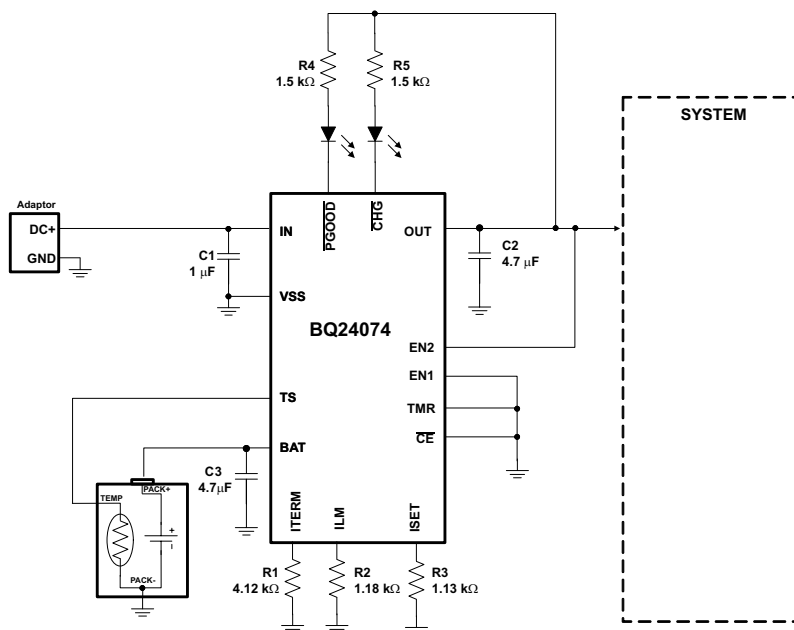 R4
1.5 kΩ
R5
1.5 kΩ
SYSTEM
Adaptor
DC+
GND
IN
PGOOD
CHG
OUT
C1
1 μF
C2
4.7 μF
VSS
BQ24074
EN2
EN1
TS
TMR
BAT
CE
C3
4.7μF
PACK+
TEMP
+
-
PACK-
ITERM
ILM
ISET
R1
4.12 kΩ
R2
1.18 kΩ
R3
1.13 kΩ